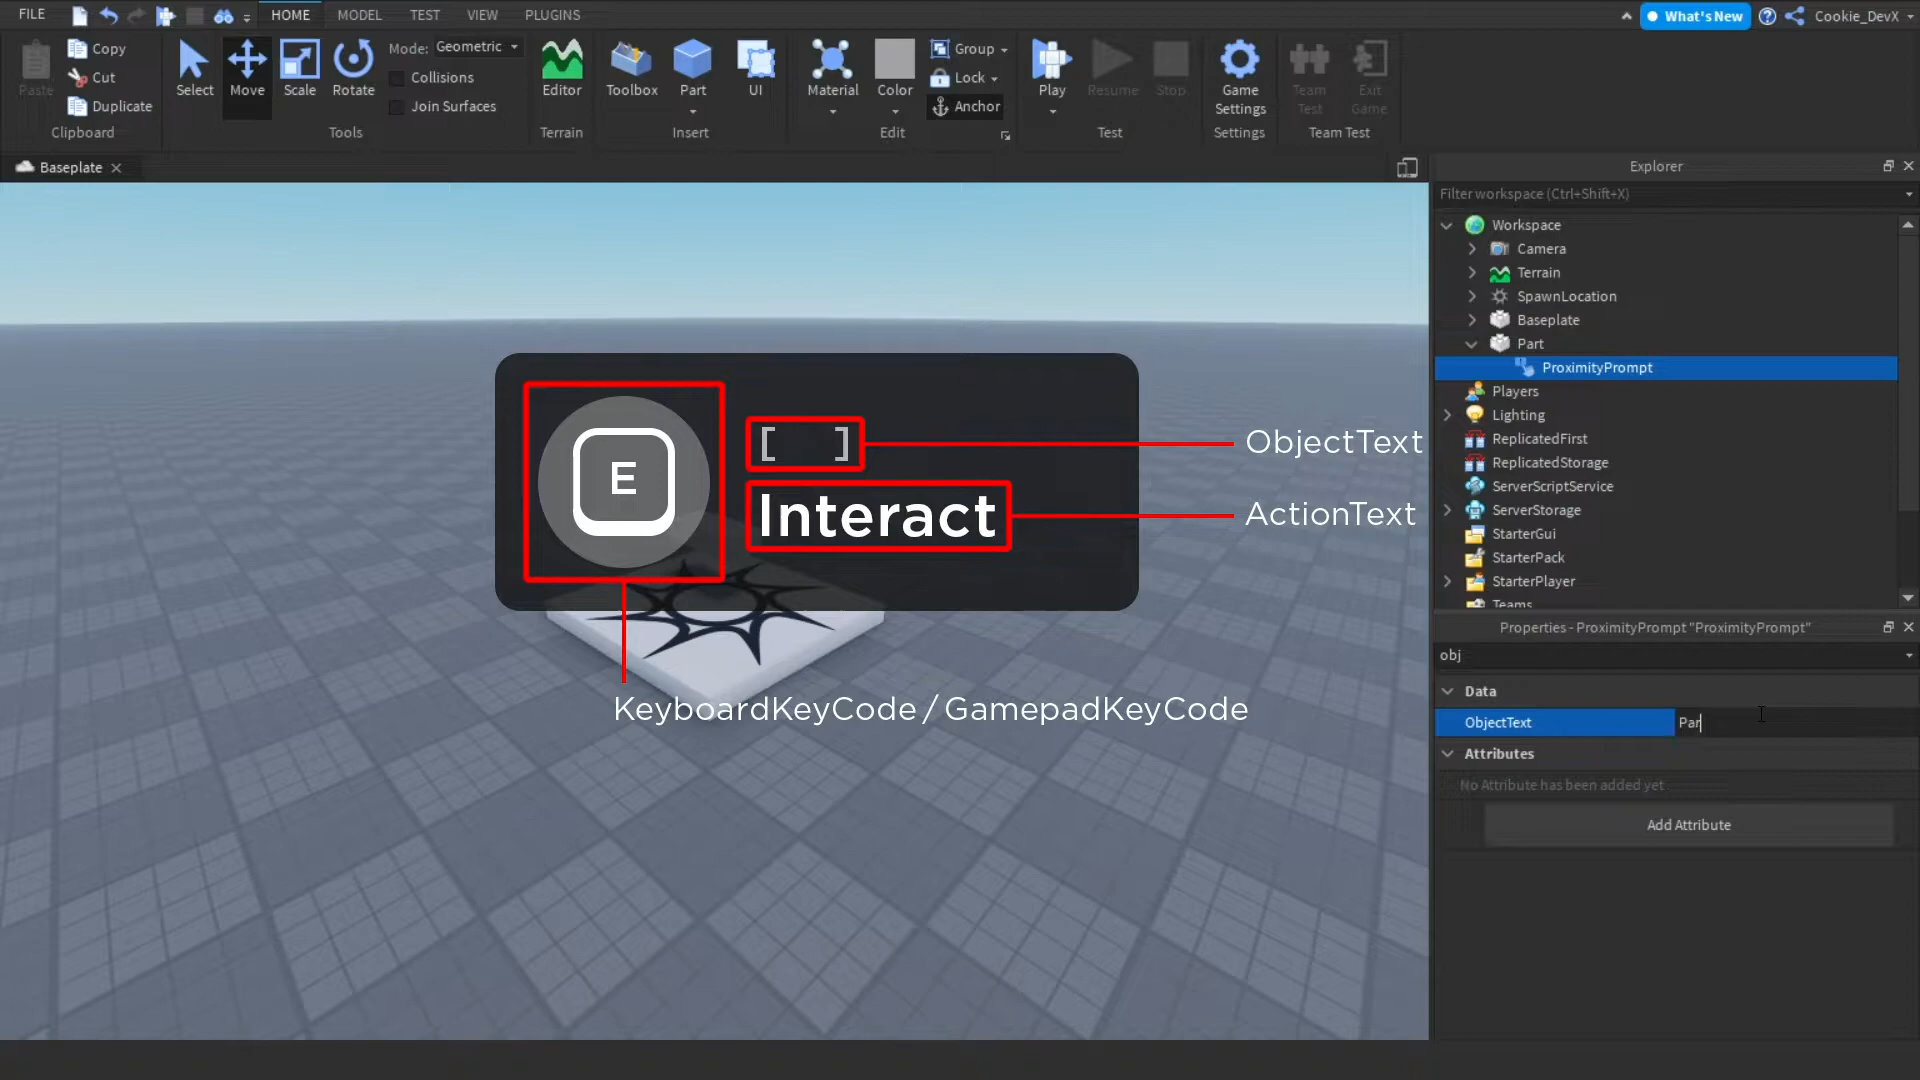 FILE
HOME
MODEL
TEST
VIEW
PLUGINS
What's New
Cookie_DevX
Paste
Copy
Cut
Duplicate
Clipboard
Select
Move
Scale
Rotate
Mode: Geometric
Collisions
Join Surfaces
Tools
Editor
Terrain
Toolbox
Part
UI
Insert
Material
Color
Group
Lock
Anchor
Edit
Play
Resume
Stop
Test
Game
Settings
Settings
Team
Test
Exit
Game
Team Test
Baseplate
Explorer
Filter workspace (Ctrl+Shift+X)
Workspace
Camera
Terrain
SpawnLocation
Baseplate
Part
ProximityPrompt
Players
Lighting
ReplicatedFirst
ReplicatedStorage
ServerScriptService
ServerStorage
StarterGui
StarterPack
StarterPlayer
Teams
E
[ ]
Interact
ObjectText
ActionText
KeyboardKeyCode / GamepadKeyCode
Properties - ProximityPrompt "ProximityPrompt"
obj
Data
ObjectText
Par
Attributes
No Attribute has been added yet
Add Attribute